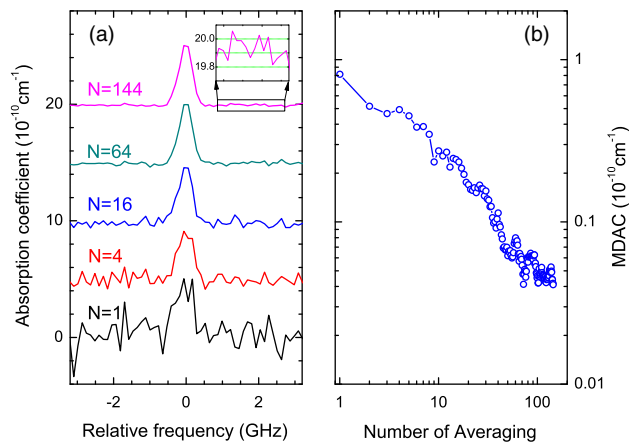 (a)
20.0
19.8
N=144
N=64
N=16
N=4
N=1
20
10
0
Absorption coefficient (10⁻¹⁰cm⁻¹)
-2
0
2
Relative frequency (GHz)
(b)
1
0.1
0.01
MDAC (10⁻¹⁰cm⁻¹)
1
10
100
Number of Averaging